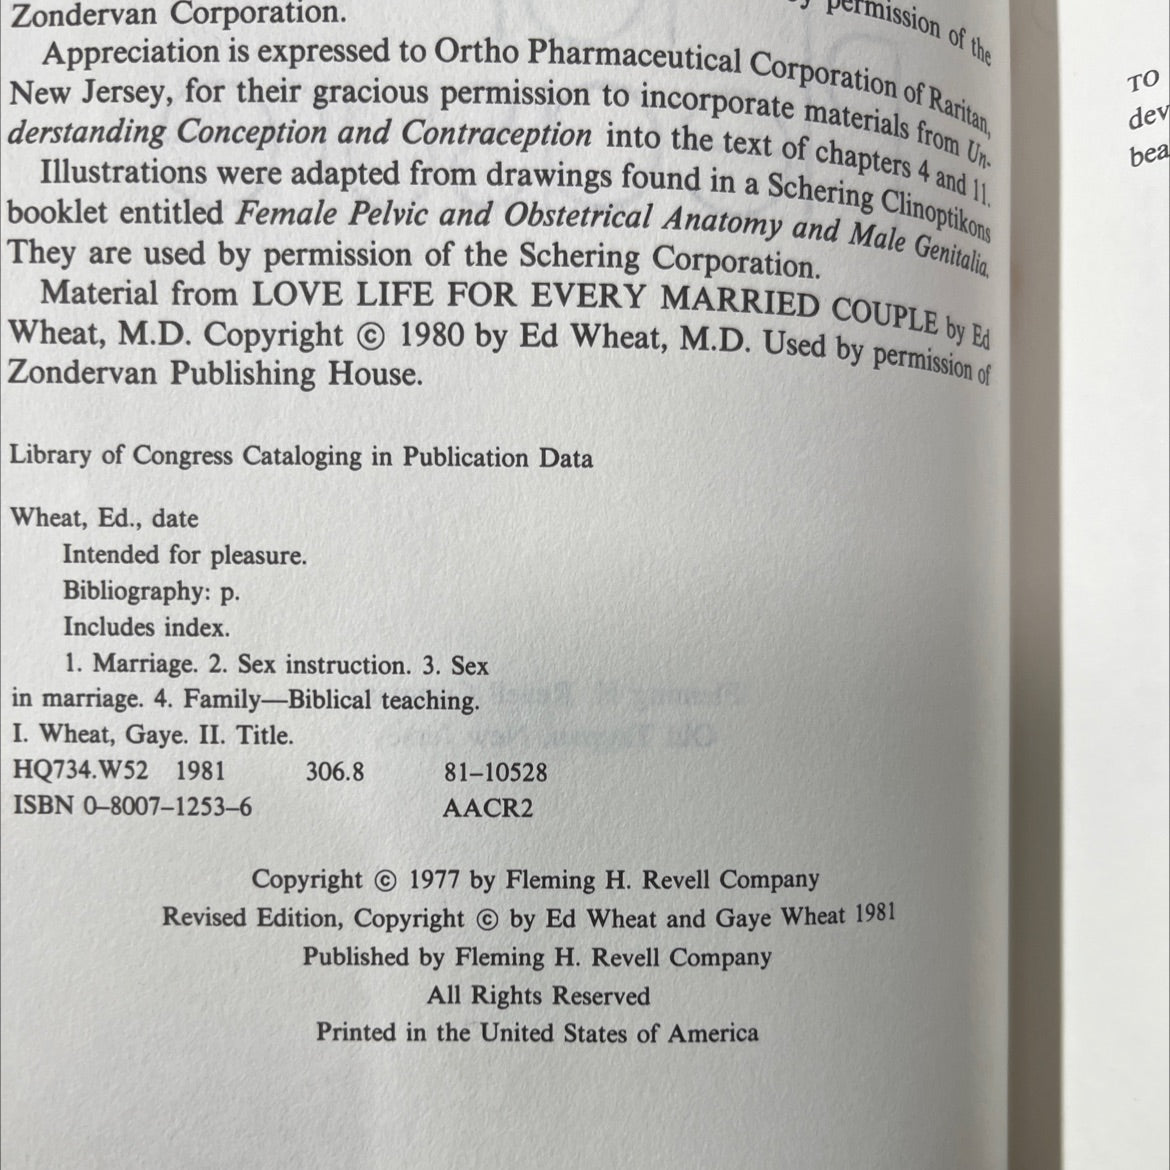 permission of the
Zondervan Corporation.
Appreciation is expressed to Ortho Pharmaceutical Corporation of Raritan,
New Jersey, for their gracious permission to incorporate materials from Un-
derstanding Conception and Contraception into the text of chapters 4 and 11.
Illustrations were adapted from drawings found in a Schering Clinoptikons
booklet entitled Female Pelvic and Obstetrical Anatomy and Male Genitalia.
They are used by permission of the Schering Corporation.
Material from LOVE LIFE FOR EVERY MARRIED COUPLE by Ed
Wheat, M.D. Copyright © 1980 by Ed Wheat, M.D. Used by permission of
Zondervan Publishing House.
Library of Congress Cataloging in Publication Data
Wheat, Ed., date
Intended for pleasure.
Bibliography: p.
Includes index.
1. Marriage. 2. Sex instruction. 3. Sex
in marriage. 4. Family—Biblical teaching.
I. Wheat, Gaye. II. Title.
HQ734.W52 1981 306.8 81–10528
ISBN 0–8007–1253–6 AACR2
Copyright © 1977 by Fleming H. Revell Company
Revised Edition, Copyright © by Ed Wheat and Gaye Wheat 1981
Published by Fleming H. Revell Company
All Rights Reserved
Printed in the United States of America
TO
dev
bea